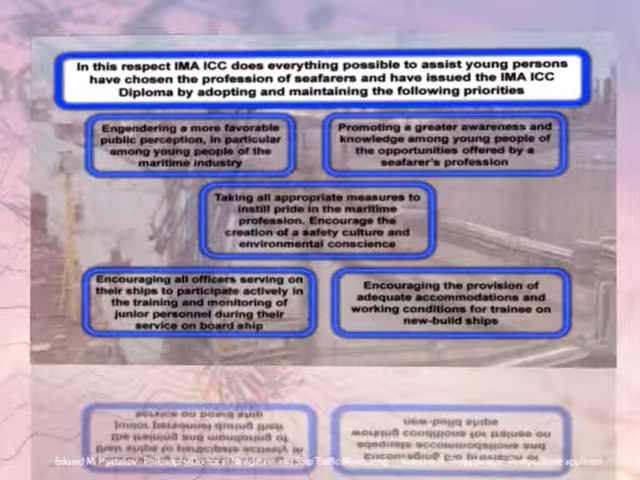 In this respect IMA ICC does everything possible to assist young persons
have chosen the profession of seafarers and have issued the IMA ICC
Diploma by adopting and maintaining the following priorities
Engendering a more favorable
public perception, in particular
among young people of the
maritime industry
Promoting a greater awareness and
knowledge among young people of
the opportunities offered by a
seafarer's profession
Taking all appropriate measures to
instill pride in the maritime
profession. Encourage the
creation of a safety culture and
environmental conscience
Encouraging all officers serving on
their ships to participate actively in
the training and monitoring of
junior personnel during their
service on board ship
Encouraging the provision of
adequate accommodations and
working conditions for trainee on
new-build ships